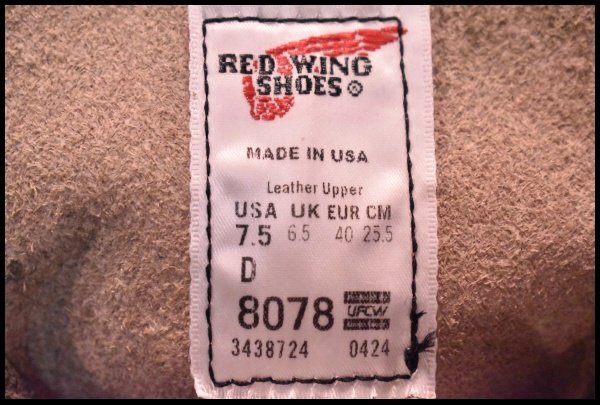 RED WING
SHOES®
MADE IN USA
Leather Upper
USA UK EUR CM
7.5 6.5 40 25.5
D
8078 UFCW
3438724 0424